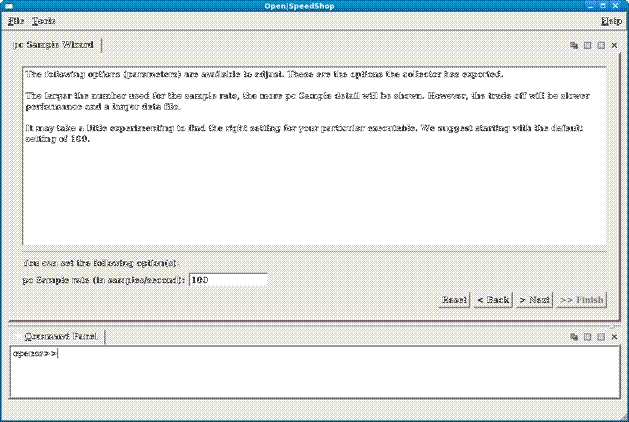 Open|SpeedShop
File Tools Help
pc Sample Wizard
The following options (parameters) are available to adjust. These are the options the collector has exported.
The larger the number used for the sample rate, the more pc Sample detail will be shown. However, the trade off will be slower
performance and a larger data file.
It may take a little experimenting to find the right setting for your particular executable. We suggest starting with the default
setting of 100.
You can set the following option(s):
pc Sample rate (in samples/second): 100
Reset < Back > Next >> Finish
Command Panel
openss>>